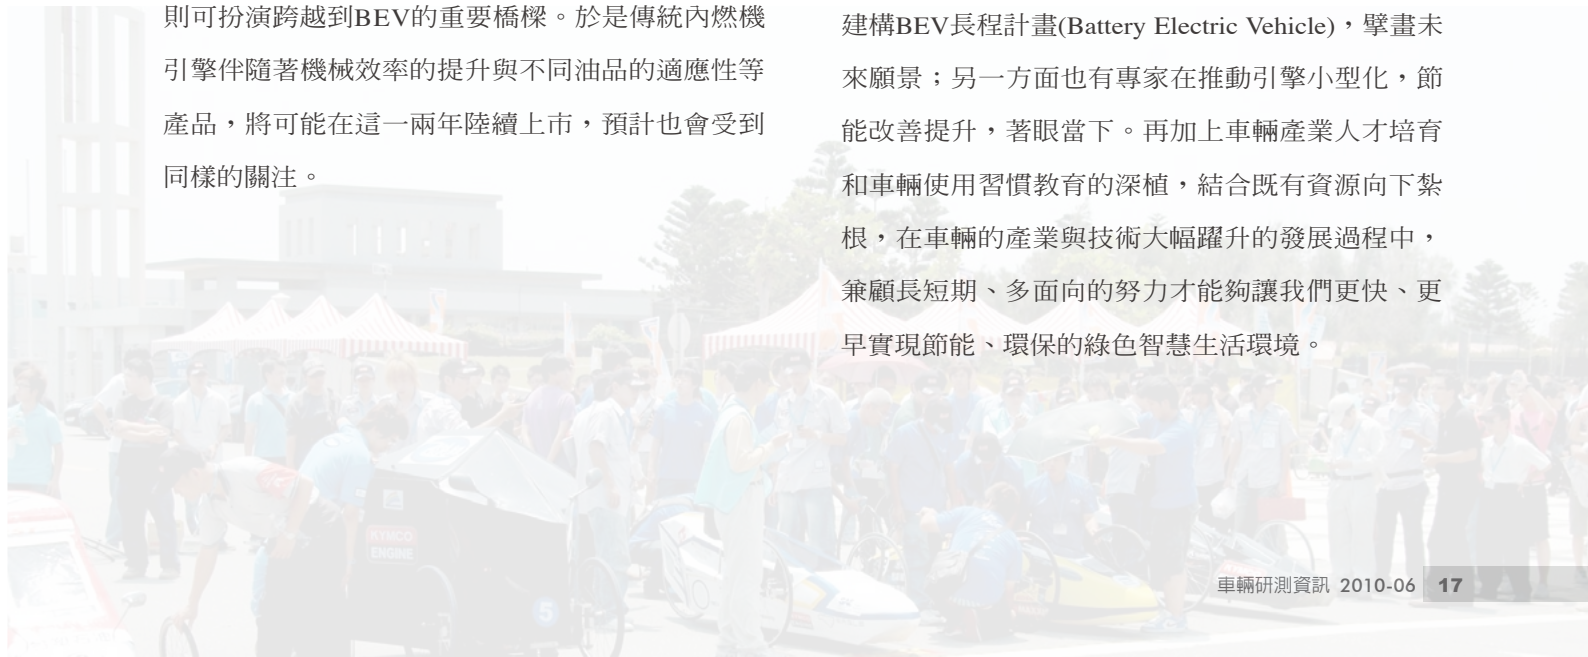 則可扮演跨越到BEV的重要橋樑。於是傳統內燃機
引擎伴隨著機械效率的提升與不同油品的適應性等
產品，將可能在這一兩年陸續上市，預計也會受到
同樣的關注。
建構BEV長程計畫(Battery Electric Vehicle)，擘畫未
來願景；另一方面也有專家在推動引擎小型化，節
能改善提升，著眼當下。再加上車輛產業人才培育
和車輛使用習慣教育的深植，結合既有資源向下紮
根，在車輛的產業與技術大幅躍升的發展過程中，
兼顧長短期、多面向的努力才能夠讓我們更快、更
早實現節能、環保的綠色智慧生活環境。
KYMCO
ENGINE
5
車輛研測資訊 2010-06 17